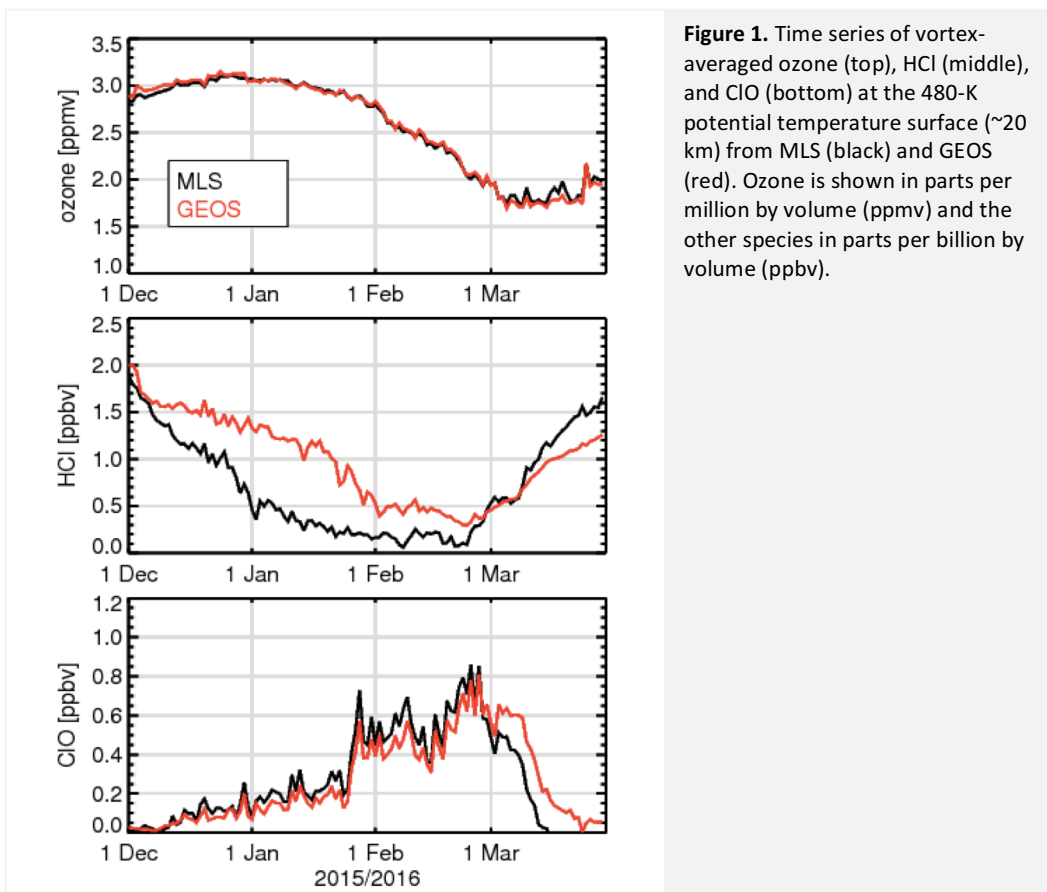 3.5
3.0
2.5
2.0
1.5
1.0
ozone [ppmv]
MLS
GEOS
1 Dec 1 Jan 1 Feb 1 Mar
2.5
2.0
1.5
1.0
0.5
0.0
HCl [ppbv]
1 Dec 1 Jan 1 Feb 1 Mar
1.2
1.0
0.8
0.6
0.4
0.2
0.0
ClO [ppbv]
1 Dec 1 Jan 1 Feb 1 Mar
2015/2016
Figure 1. Time series of vortex-
averaged ozone (top), HCl (middle),
and ClO (bottom) at the 480-K
potential temperature surface (~20
km) from MLS (black) and GEOS
(red). Ozone is shown in parts per
million by volume (ppmv) and the
other species in parts per billion by
volume (ppbv).